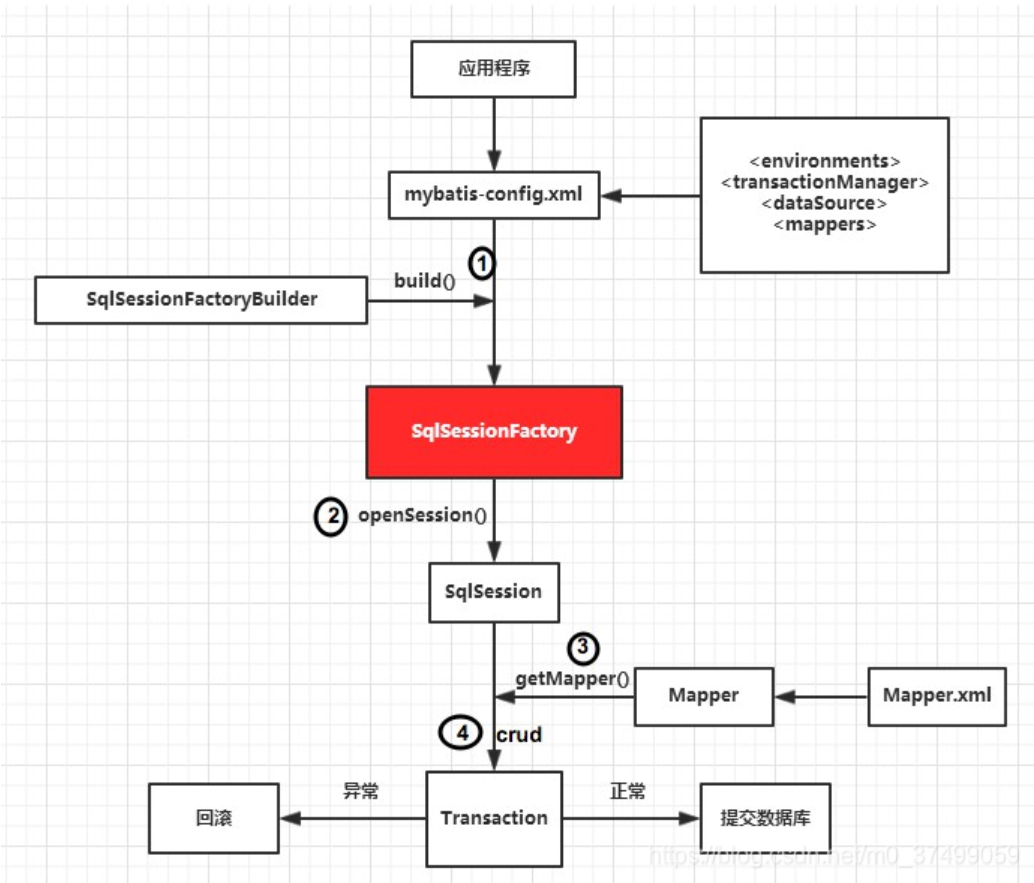 应用程序
<environments>
<transactionManager>
<dataSource>
<mappers>
mybatis-config.xml
1
build()
SqlSessionFactoryBuilder
SqlSessionFactory
2 openSession()
SqlSession
3
getMapper()
Mapper
Mapper.xml
4 crud
异常
正常
回滚
Transaction
提交数据库
https://blog.csdn.net/m0_37499059